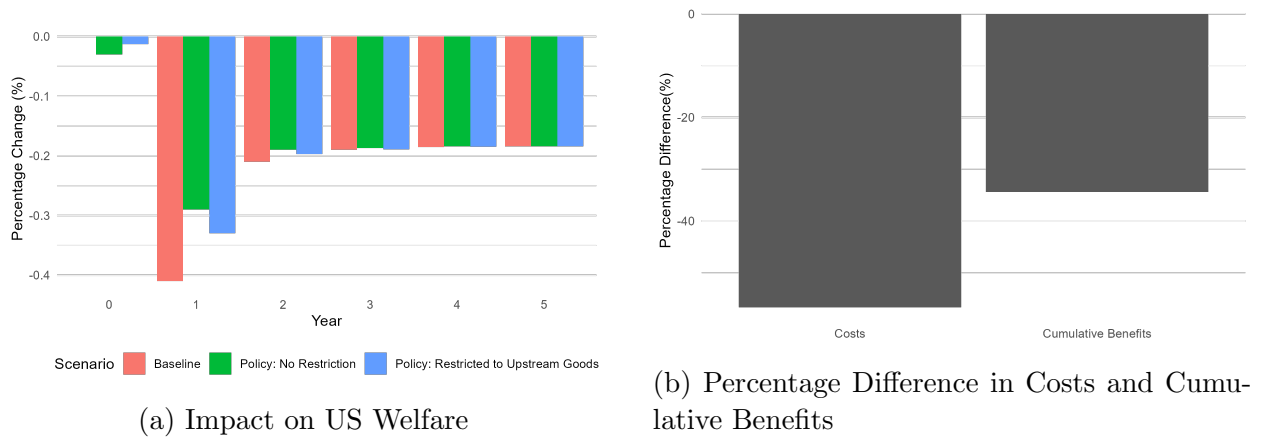 0.0
-0.1
-0.2
-0.3
-0.4
Percentage Change (%)
0 1 2 3 4 5
Year
Scenario Baseline Policy: No Restriction Policy: Restricted to Upstream Goods
(a) Impact on US Welfare
0
-20
-40
Percentage Difference(%)
Costs Cumulative Benefits
(b) Percentage Difference in Costs and Cumu-
lative Benefits